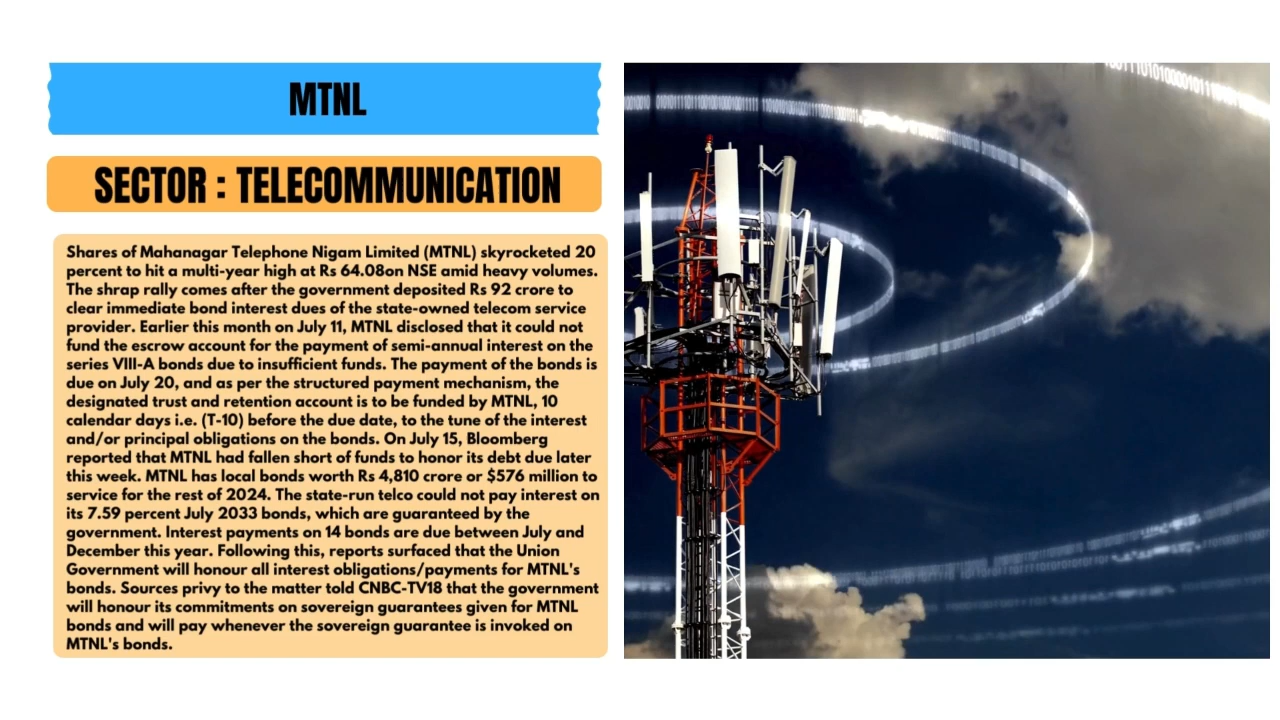 MTNL
SECTOR : TELECOMMUNICATION
Shares of Mahanagar Telephone Nigam Limited (MTNL) skyrocketed 20
percent to hit a multi-year high at Rs 64.08on NSE amid heavy volumes.
The shrap rally comes after the government deposited Rs 92 crore to
clear immediate bond interest dues of the state-owned telecom service
provider. Earlier this month on July 11, MTNL disclosed that it could not
fund the escrow account for the payment of semi-annual interest on the
series VIII-A bonds due to insufficient funds. The payment of the bonds is
due on July 20, and as per the structured payment mechanism, the
designated trust and retention account is to be funded by MTNL, 10
calendar days i.e. (T-10) before the due date, to the tune of the interest
and/or principal obligations on the bonds. On July 15, Bloomberg
reported that MTNL had fallen short of funds to honor its debt due later
this week. MTNL has local bonds worth Rs 4,810 crore or $576 million to
service for the rest of 2024. The state-run telco could not pay interest on
its 7.59 percent July 2033 bonds, which are guaranteed by the
government. Interest payments on 14 bonds are due between July and
December this year. Following this, reports surfaced that the Union
Government will honour all interest obligations/payments for MTNL's
bonds. Sources privy to the matter told CNBC-TV18 that the government
will honour its commitments on sovereign guarantees given for MTNL
bonds and will pay whenever the sovereign guarantee is invoked on
MTNL's bonds.